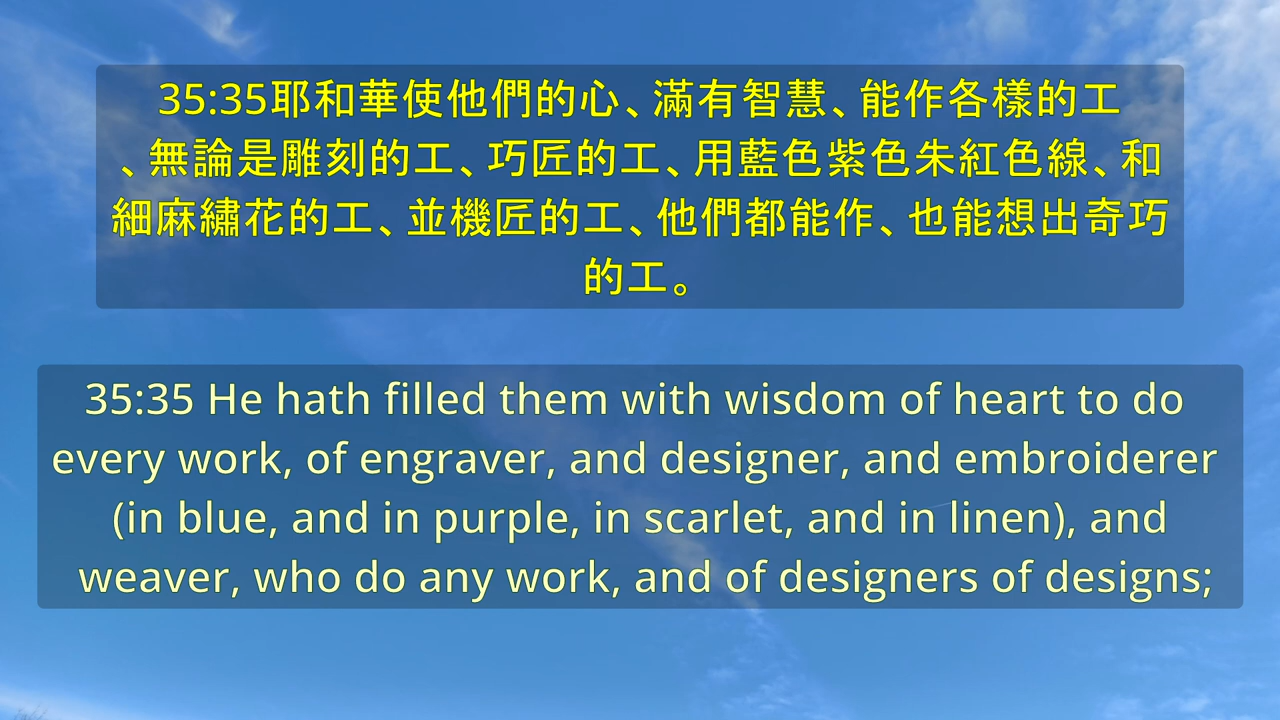 35:35耶和華使他們的心、滿有智慧、能作各樣的工
、無論是雕刻的工、巧匠的工、用藍色紫色朱紅色線、和
細麻繡花的工、並機匠的工、他們都能作、也能想出奇巧
的工。
35:35 He hath filled them with wisdom of heart to do
every work, of engraver, and designer, and embroiderer
(in blue, and in purple, in scarlet, and in linen), and
weaver, who do any work, and of designers of designs;